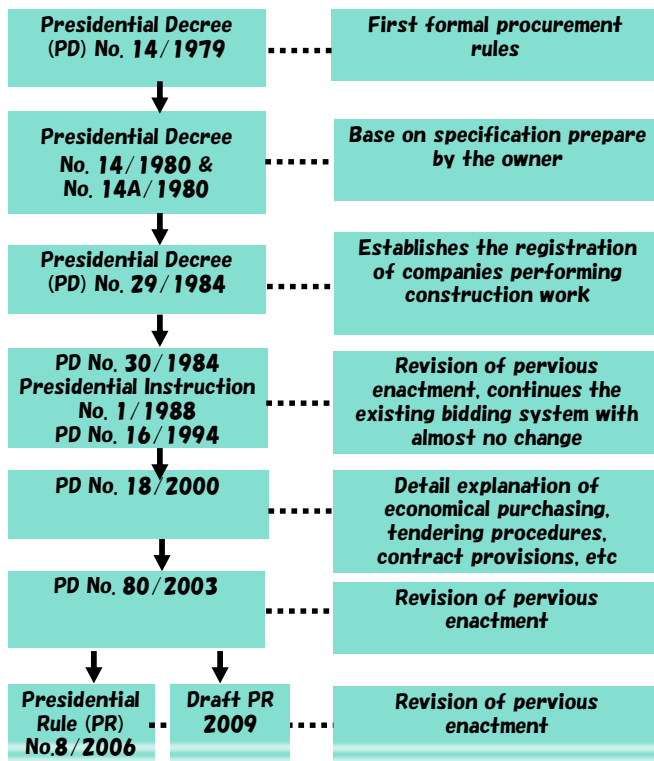 Presidential Decree
(PD) No. 14/1979
First formal procurement
rules
Presidential Decree
No. 14/1980 &
No. 14A/1980
Base on specification prepare
by the owner
Presidential Decree
(PD) No. 29/1984
Establishes the registration
of companies performing
construction work
PD No. 30/1984
Presidential Instruction
No. 1/1988
PD No. 16/1994
Revision of pervious
enactment, continues the
existing bidding system with
almost no change
PD No. 18/2000
Detail explanation of
economical purchasing,
tendering procedures,
contract provisions, etc
PD No. 80/2003
Revision of pervious
enactment
Presidential
Rule (PR)
No.8/2006
Draft PR
2009
Revision of pervious
enactment